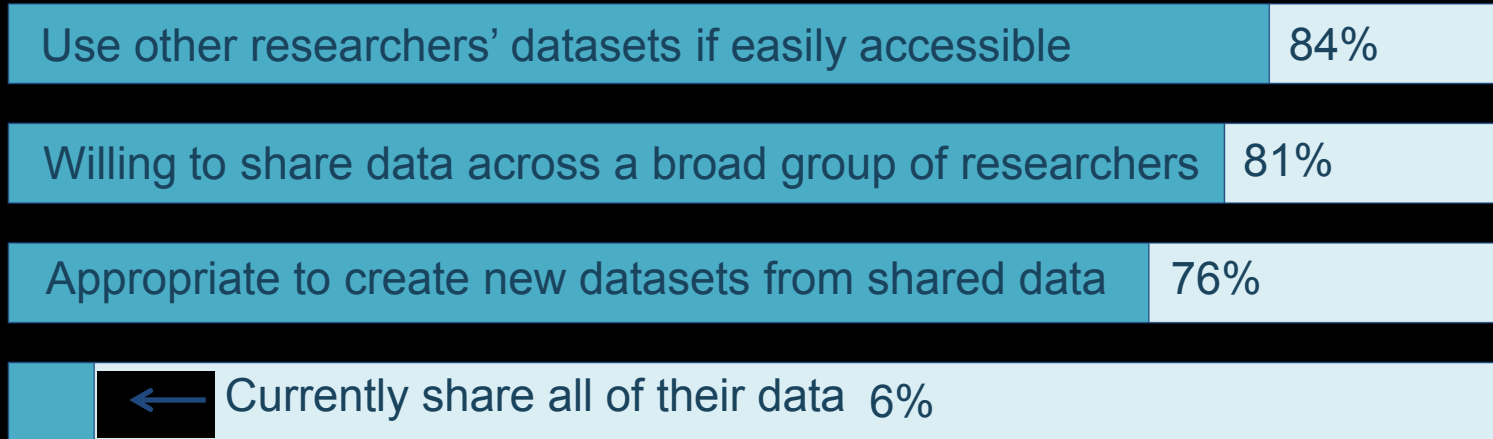 Use other researchers’ datasets if easily accessible 84%
Willing to share data across a broad group of researchers 81%
Appropriate to create new datasets from shared data 76%
Currently share all of their data 6%